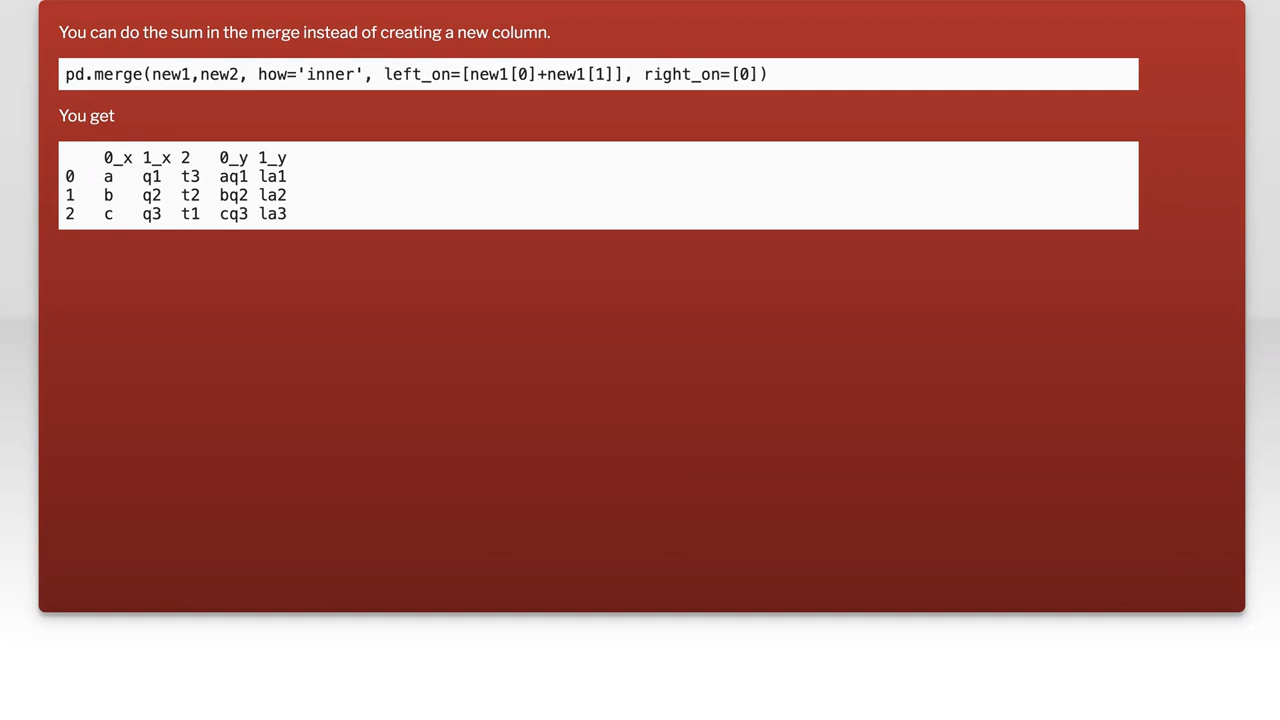 You can do the sum in the merge instead of creating a new column.
pd.merge(new1,new2, how='inner', left_on=[new1[0]+new1[1]], right_on=[0])
You get
    0_x 1_x 2   0_y 1_y
0   a   q1  t3  aq1 la1
1   b   q2  t2  bq2 la2
2   c   q3  t1  cq3 la3